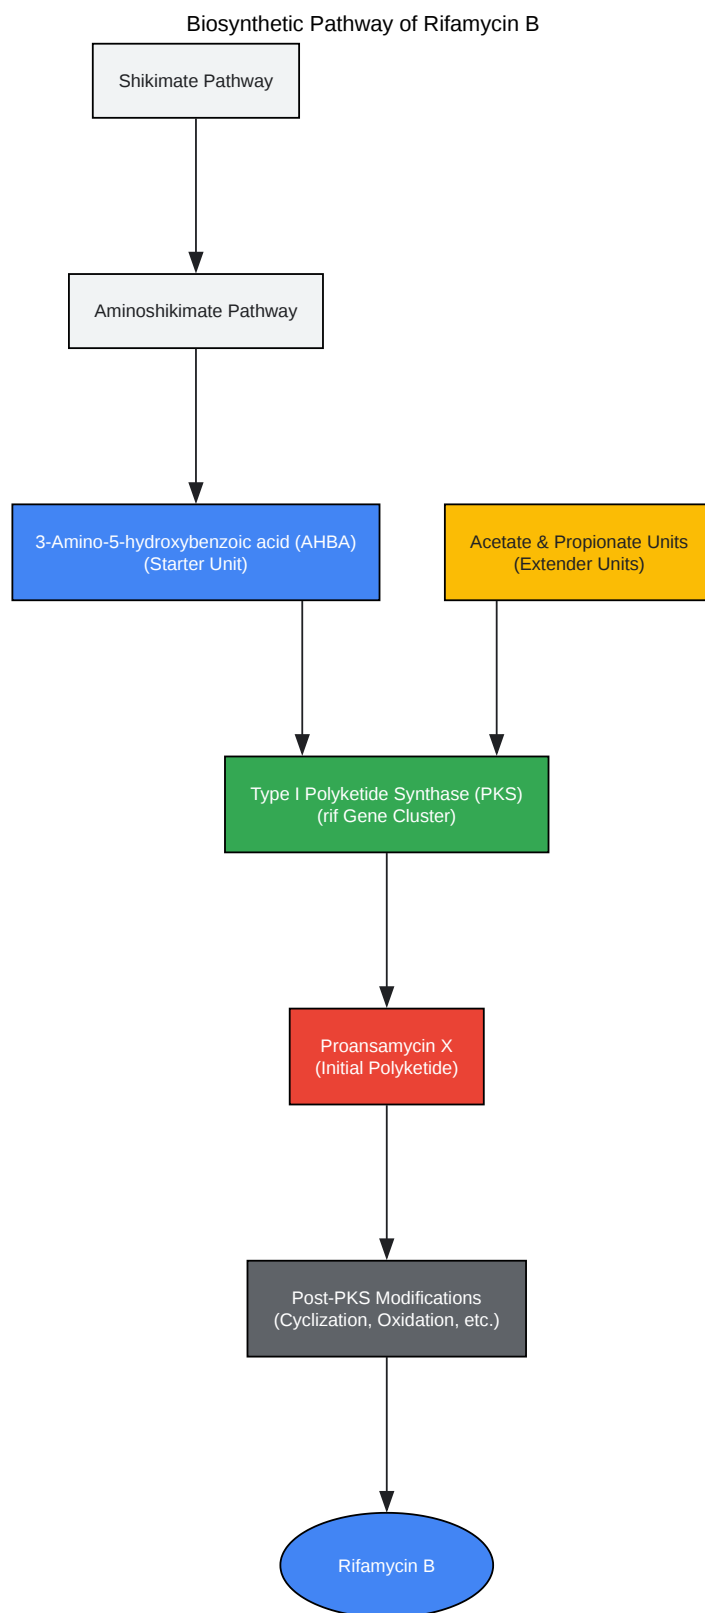 Biosynthetic Pathway of Rifamycin B
Shikimate Pathway
Aminoshikimate Pathway
3-Amino-5-hydroxybenzoic acid (AHBA)
(Starter Unit)
Acetate & Propionate Units
(Extender Units)
Type I Polyketide Synthase (PKS)
(rif Gene Cluster)
Proansamycin X
(Initial Polyketide)
Post-PKS Modifications
(Cyclization, Oxidation, etc.)
Rifamycin B